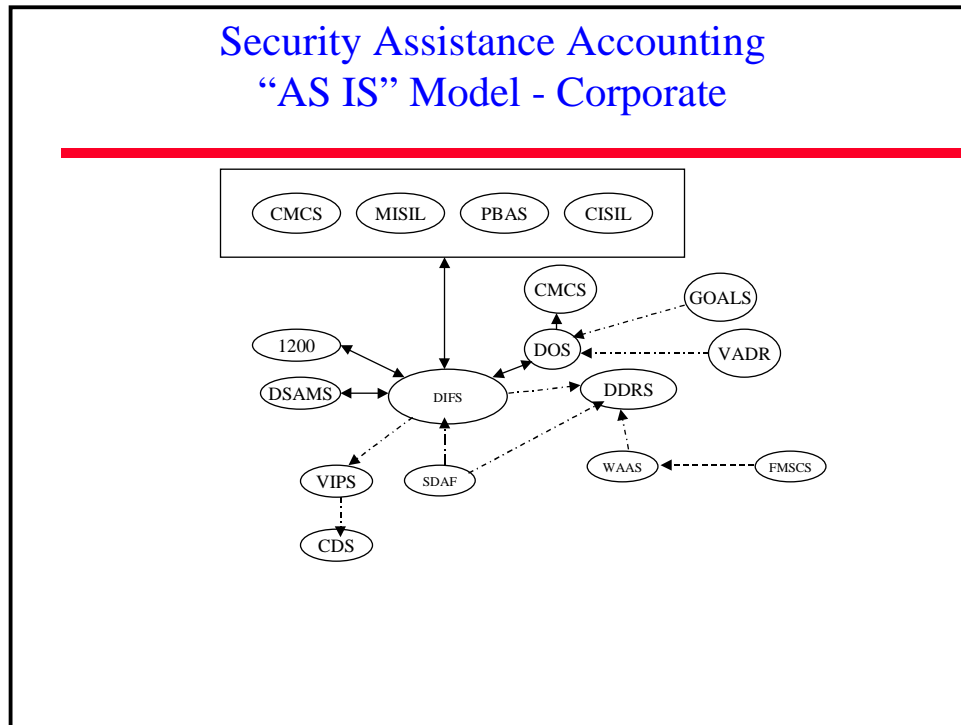 Security Assistance Accounting
“AS IS” Model - Corporate
CMCS MISIL PBAS CISIL
CMCS
GOALS
1200
DOS
VADR
DSAMS
DIFS
DDRS
VIPS
SDAF
WAAS
FMSCS
CDS